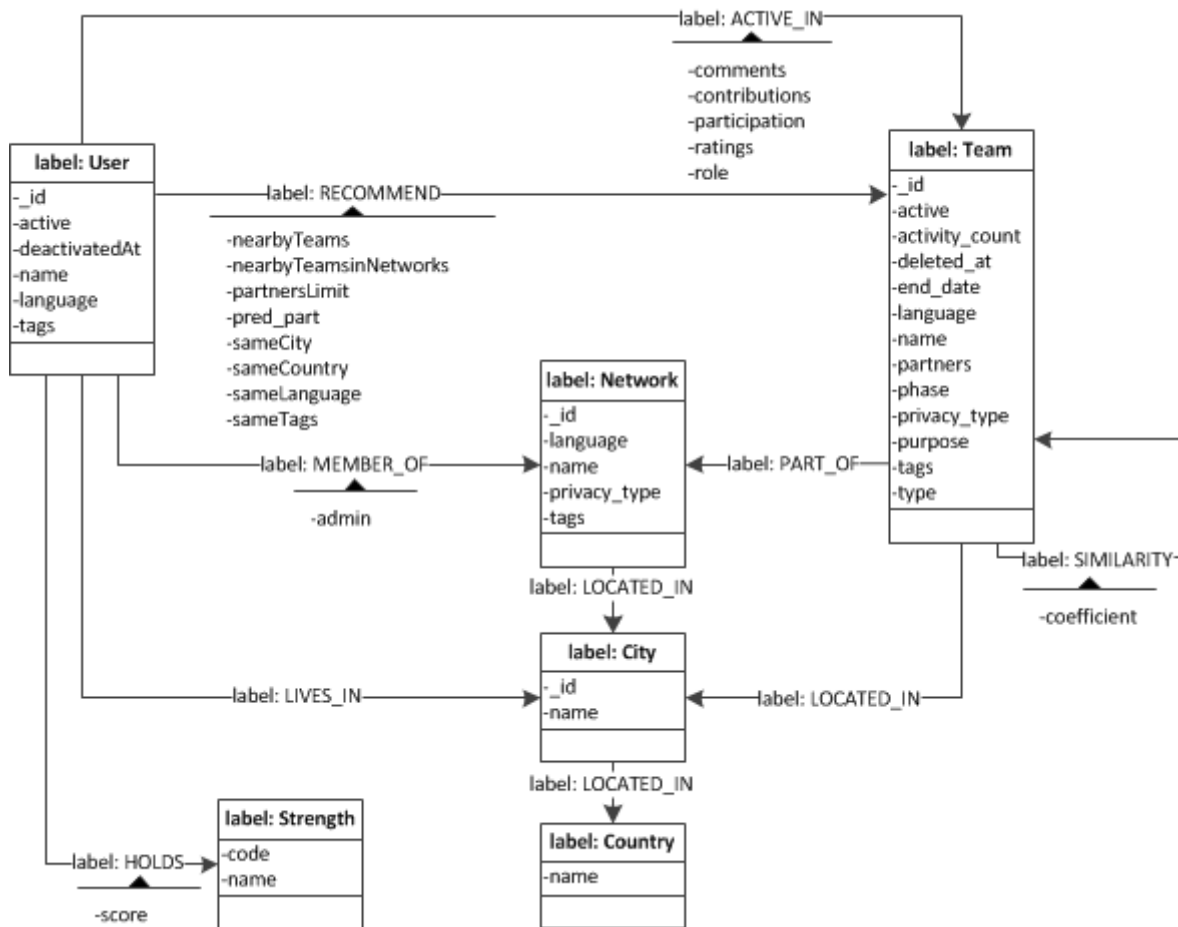 label: ACTIVE_IN
-comments
-contributions
-participation
-ratings
-role
label: User
-_id
-active
-deactivatedAt
-name
-language
-tags
label: RECOMMEND
-nearbyTeams
-nearbyTeamsinNetworks
-partnersLimit
-pred_part
-sameCity
-sameCountry
-sameLanguage
-sameTags
label: Team
-_id
-active
-activity_count
-deleted_at
-end_date
-language
-name
-partners
-phase
-privacy_type
-purpose
-tags
-type
label: Network
-_id
-language
-name
-privacy_type
-tags
label: MEMBER_OF
-admin
label: PART_OF
label: SIMILARITY
-coefficient
label: LOCATED_IN
label: City
-_id
-name
label: LIVES_IN
label: LOCATED_IN
label: LOCATED_IN
label: Strength
-code
-name
label: Country
-name
label: HOLDS
-score